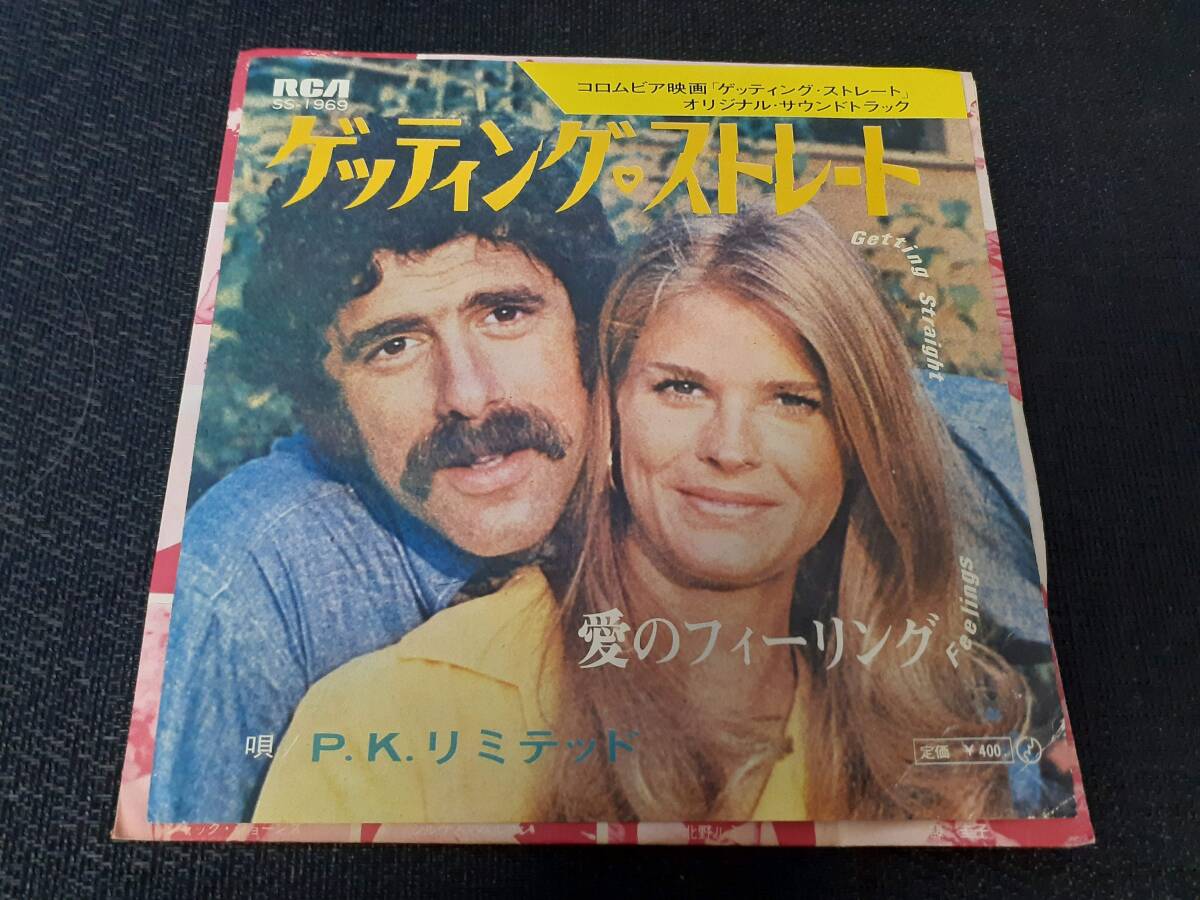 RCA
SS-1969
コロムビア映画「ゲッティング・ストレート」
オリジナル・サウンドトラック
ゲッティング♡ストレート
Getting Straight
愛のフィーリング
Feelings
唄/P.K.リミテッド
定価 ¥400